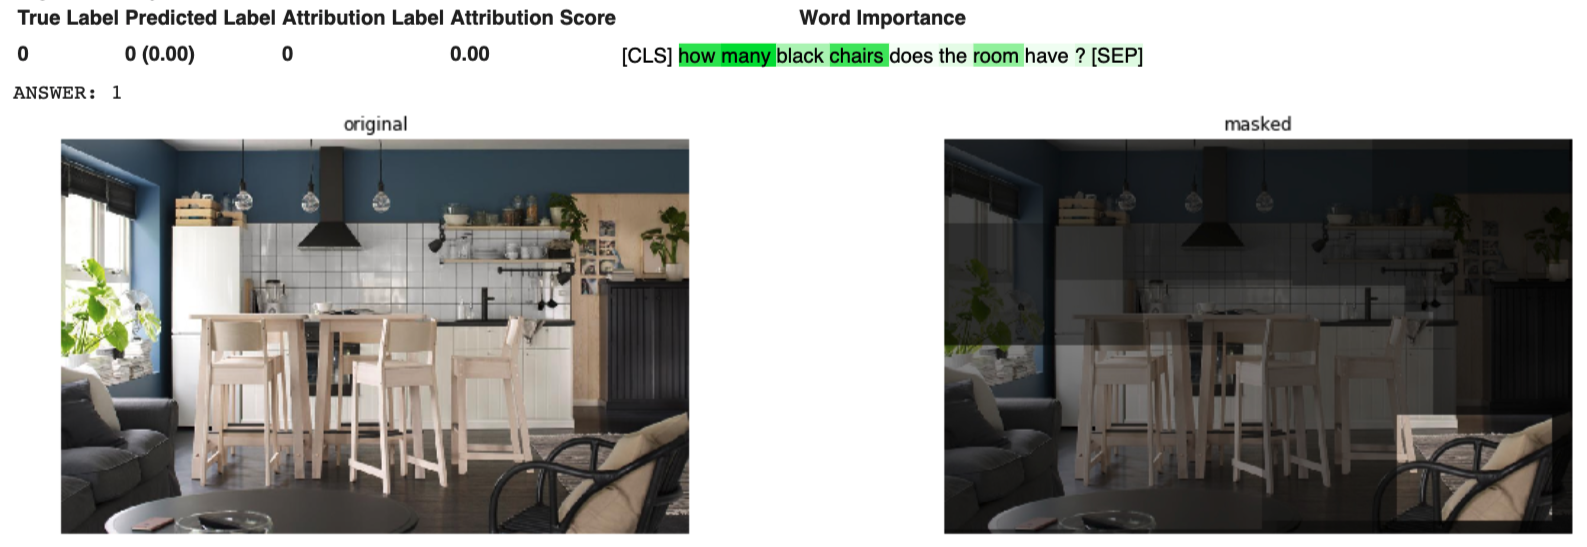 True Label Predicted Label Attribution Label Attribution Score Word Importance
0 0 (0.00) 0 0.00 [CLS] how many black chairs does the room have ? [SEP]
ANSWER: 1
original masked